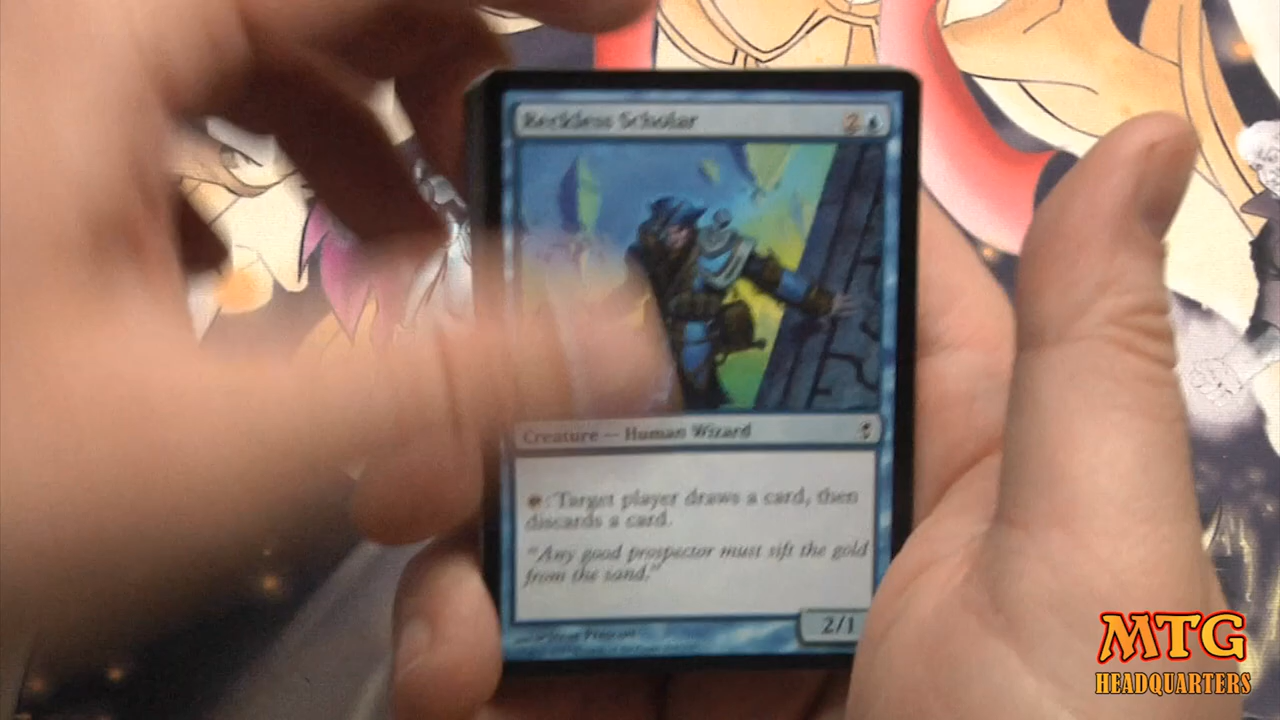 Reckless Scholar 2
Creature — Human Wizard
: Target player draws a card, then
discards a card.
"Any good prospector must sift the gold
from the sand."
2/1
MTG
HEADQUARTERS